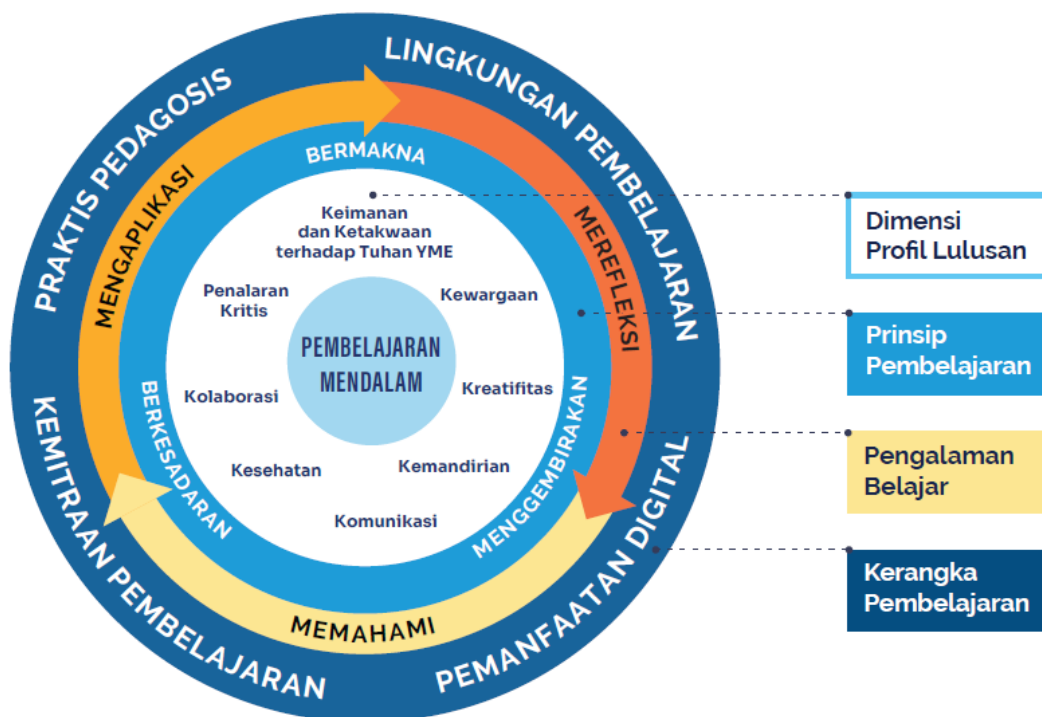 PRAKTIS PEDAGOGIS
LINGKUNGAN PEMBELAJARAN
KEMITRAAN PEMBELAJARAN
PEMANFAATAN DIGITAL
MENGAPLIKASI
MEREFLEKSI
MEMAHAMI
BERMAKNA
BERKESADARAN
MENGGEMBIRAKAN
Keimanan
dan Ketakwaan
terhadap Tuhan YME
Penalaran
Kritis
Kewargaan
Kolaborasi
Kreatifitas
Kesehatan
Kemandirian
Komunikasi
PEMBELAJARAN
MENDALAM
Dimensi
Profil Lulusan
Prinsip
Pembelajaran
Pengalaman
Belajar
Kerangka
Pembelajaran